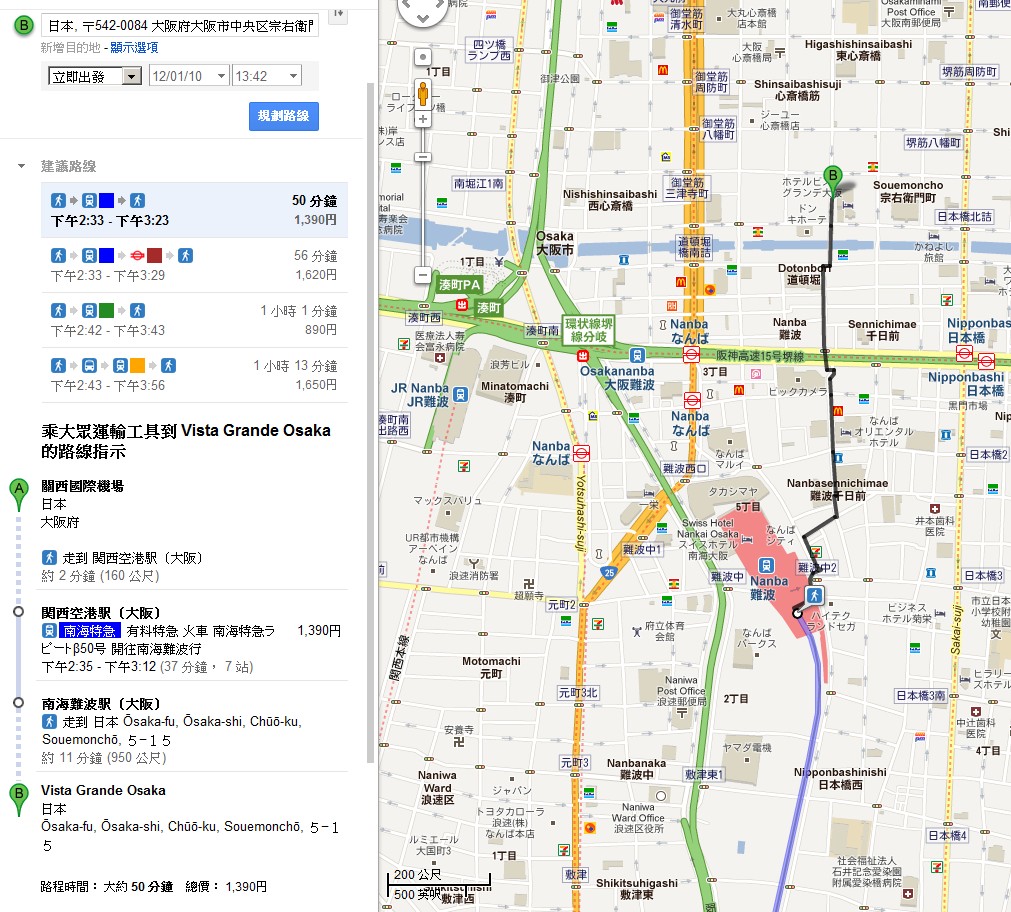 B
日本, 〒542-0084 大阪府大阪市中央区宗右衛門
新增目的地 - 顯示選項
立即出發 12/01/10 13:42
規劃路線
建議路線
50 分鐘
下午2:33 - 下午3:23 1,390円
56 分鐘
下午2:33 - 下午3:29 1,620円
1 小時 1 分鐘
下午2:42 - 下午3:43 890円
1 小時 13 分鐘
下午2:43 - 下午3:56 1,650円
乘大眾運輸工具到 Vista Grande Osaka
的路線指示
A
關西國際機場
日本
大阪府
走到 関西空港駅〔大阪〕
約 2 分鐘 (160 公尺)
関西空港駅〔大阪〕
南海特急 有料特急 火車 南海特急ラ 1,390円
ピートβ50号 開往南海難波行
下午2:35 - 下午3:12 (37 分鐘， 7 站)
南海難波駅〔大阪〕
走到 日本 Ōsaka-fu, Ōsaka-shi, Chūō-ku,
Souemonchō, ５−１５
約 11 分鐘 (950 公尺)
B
Vista Grande Osaka
日本
Ōsaka-fu, Ōsaka-shi, Chūō-ku, Souemonchō, ５−１
５
路程時間： 大約 50 分鐘 總價： 1,390円
御堂筋
清水町
大丸心斎橋
本店
Post Office
大阪南郵便局
四ツ橋
ランプ西
1丁目
御津公園
御堂筋
周防町
大阪
心斎橋局
Higashishinsaibashi
東心斎橋
堺筋周防町
Shinsaibashisuji
心斎橋筋
御堂筋
八幡町
ジーユー
心斎橋店
堺筋八幡町
南堀江1南
Nishishinsaibashi
西心斎橋
御堂筋
三津寺町
B
ホテルビスタ
グランデ大阪
Souemoncho
宗右衛門町
ドン
キホーテ
日本橋北詰
Osaka
大阪市
道頓堀
橋南詰
かねよし
旅館
1丁目
Dotonbori
道頓堀
湊町PA
湊町
湊町西
湊町南
環状線堺
線分岐
Nanba
なんば
Nanba
難波
Sennichimae
千日前
Nipponbashi
日本橋
医療法人寿
会富永病院
浪芳ビル
Osakananba
大阪難波
阪神高速15号堺線
3丁目
ビックカメラ
Nipponbashi
日本橋
JR Nanba
JR難波
Minatomachi
湊町
黒門市場
湊町南
出路西
Nanba
なんば
なんば
オリエンタル
ホテル
Nanba
なんば
なんば
マルイ
日本橋2
難波西口
マックスバリュ
タカシマヤ
Nanbasennichimae
難波千日前
一栄
5丁目
Swiss Hotel
Nankai Osaka
スイスホテル
南海大阪
なんば
シティ
井本歯科
医院
Yotsuhashi-suji
UR都市機構
アーベイン
なんば
難波中1
25
難波中
難波中2
Nanba
難波
浪速消防署
日本橋3
超願寺
元町2
ハイテク
ランドセガ
ビジネス
ホテル菊栄
府立体育
会館
なんば
パークス
Sakai-suji
関西本線
Motomachi
元町
Naniwa
Post Office
浪速郵便局
2丁目
元町3北
日本橋3南
安養寺
ヤマダ電機
中辻歯科
医院
4丁目
Nanbanaka
難波中
元町3
敷津東1
Nipponbashinishi
日本橋西
Naniwa
Ward
浪速区
ジャパン
トヨタカローラ
浪速(株)
なんば本店
Naniwa
Ward Office
浪速区役所
日本橋4
ルミエール
大国町3
1丁目
社会福祉法人
石井記念愛染園
附属愛染橋病院
敷津
200 公尺
500 英呎
Shikitsuhigashi
敷津東
敷津西